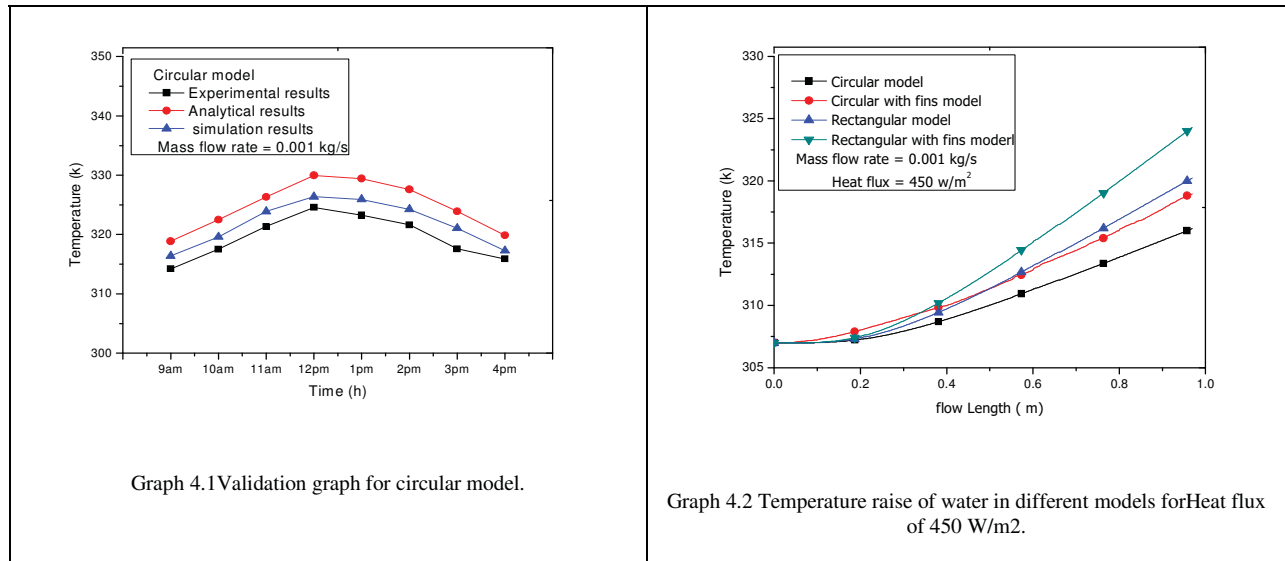 350
340
330
320
310
300
Temperature (k)
Circular model
Experimental results
Analytical results
simulation results
Mass flow rate = 0.001 kg/s
9am 10am 11am 12pm 1pm 2pm 3pm 4pm
Time (h)
Graph 4.1Validation graph for circular model.
330
325
320
315
310
305
Temperature (k)
Circular model
Circular with fins model
Rectangular model
Rectangular with fins moderl
Mass flow rate = 0.001 kg/s
Heat flux = 450 w/m²
0.0 0.2 0.4 0.6 0.8 1.0
flow Length ( m)
Graph 4.2 Temperature raise of water in different models forHeat flux
of 450 W/m2.